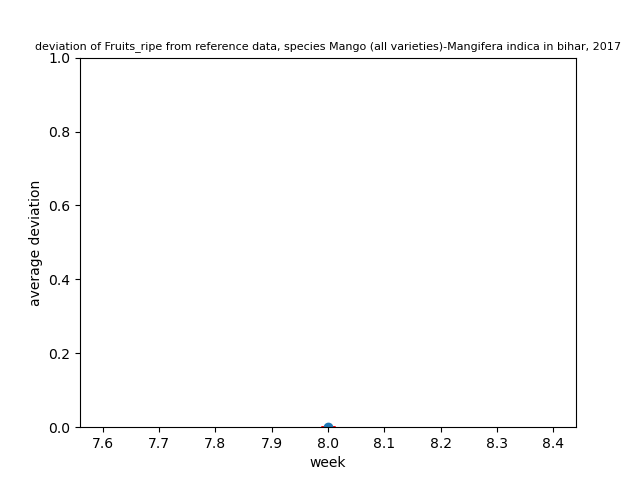 deviation of Fruits_ripe from reference data, species Mango (all varieties)-Mangifera indica in bihar, 2017
1.0
0.8
0.6
0.4
0.2
0.0
average deviation
7.6 7.7 7.8 7.9 8.0 8.1 8.2 8.3 8.4
week